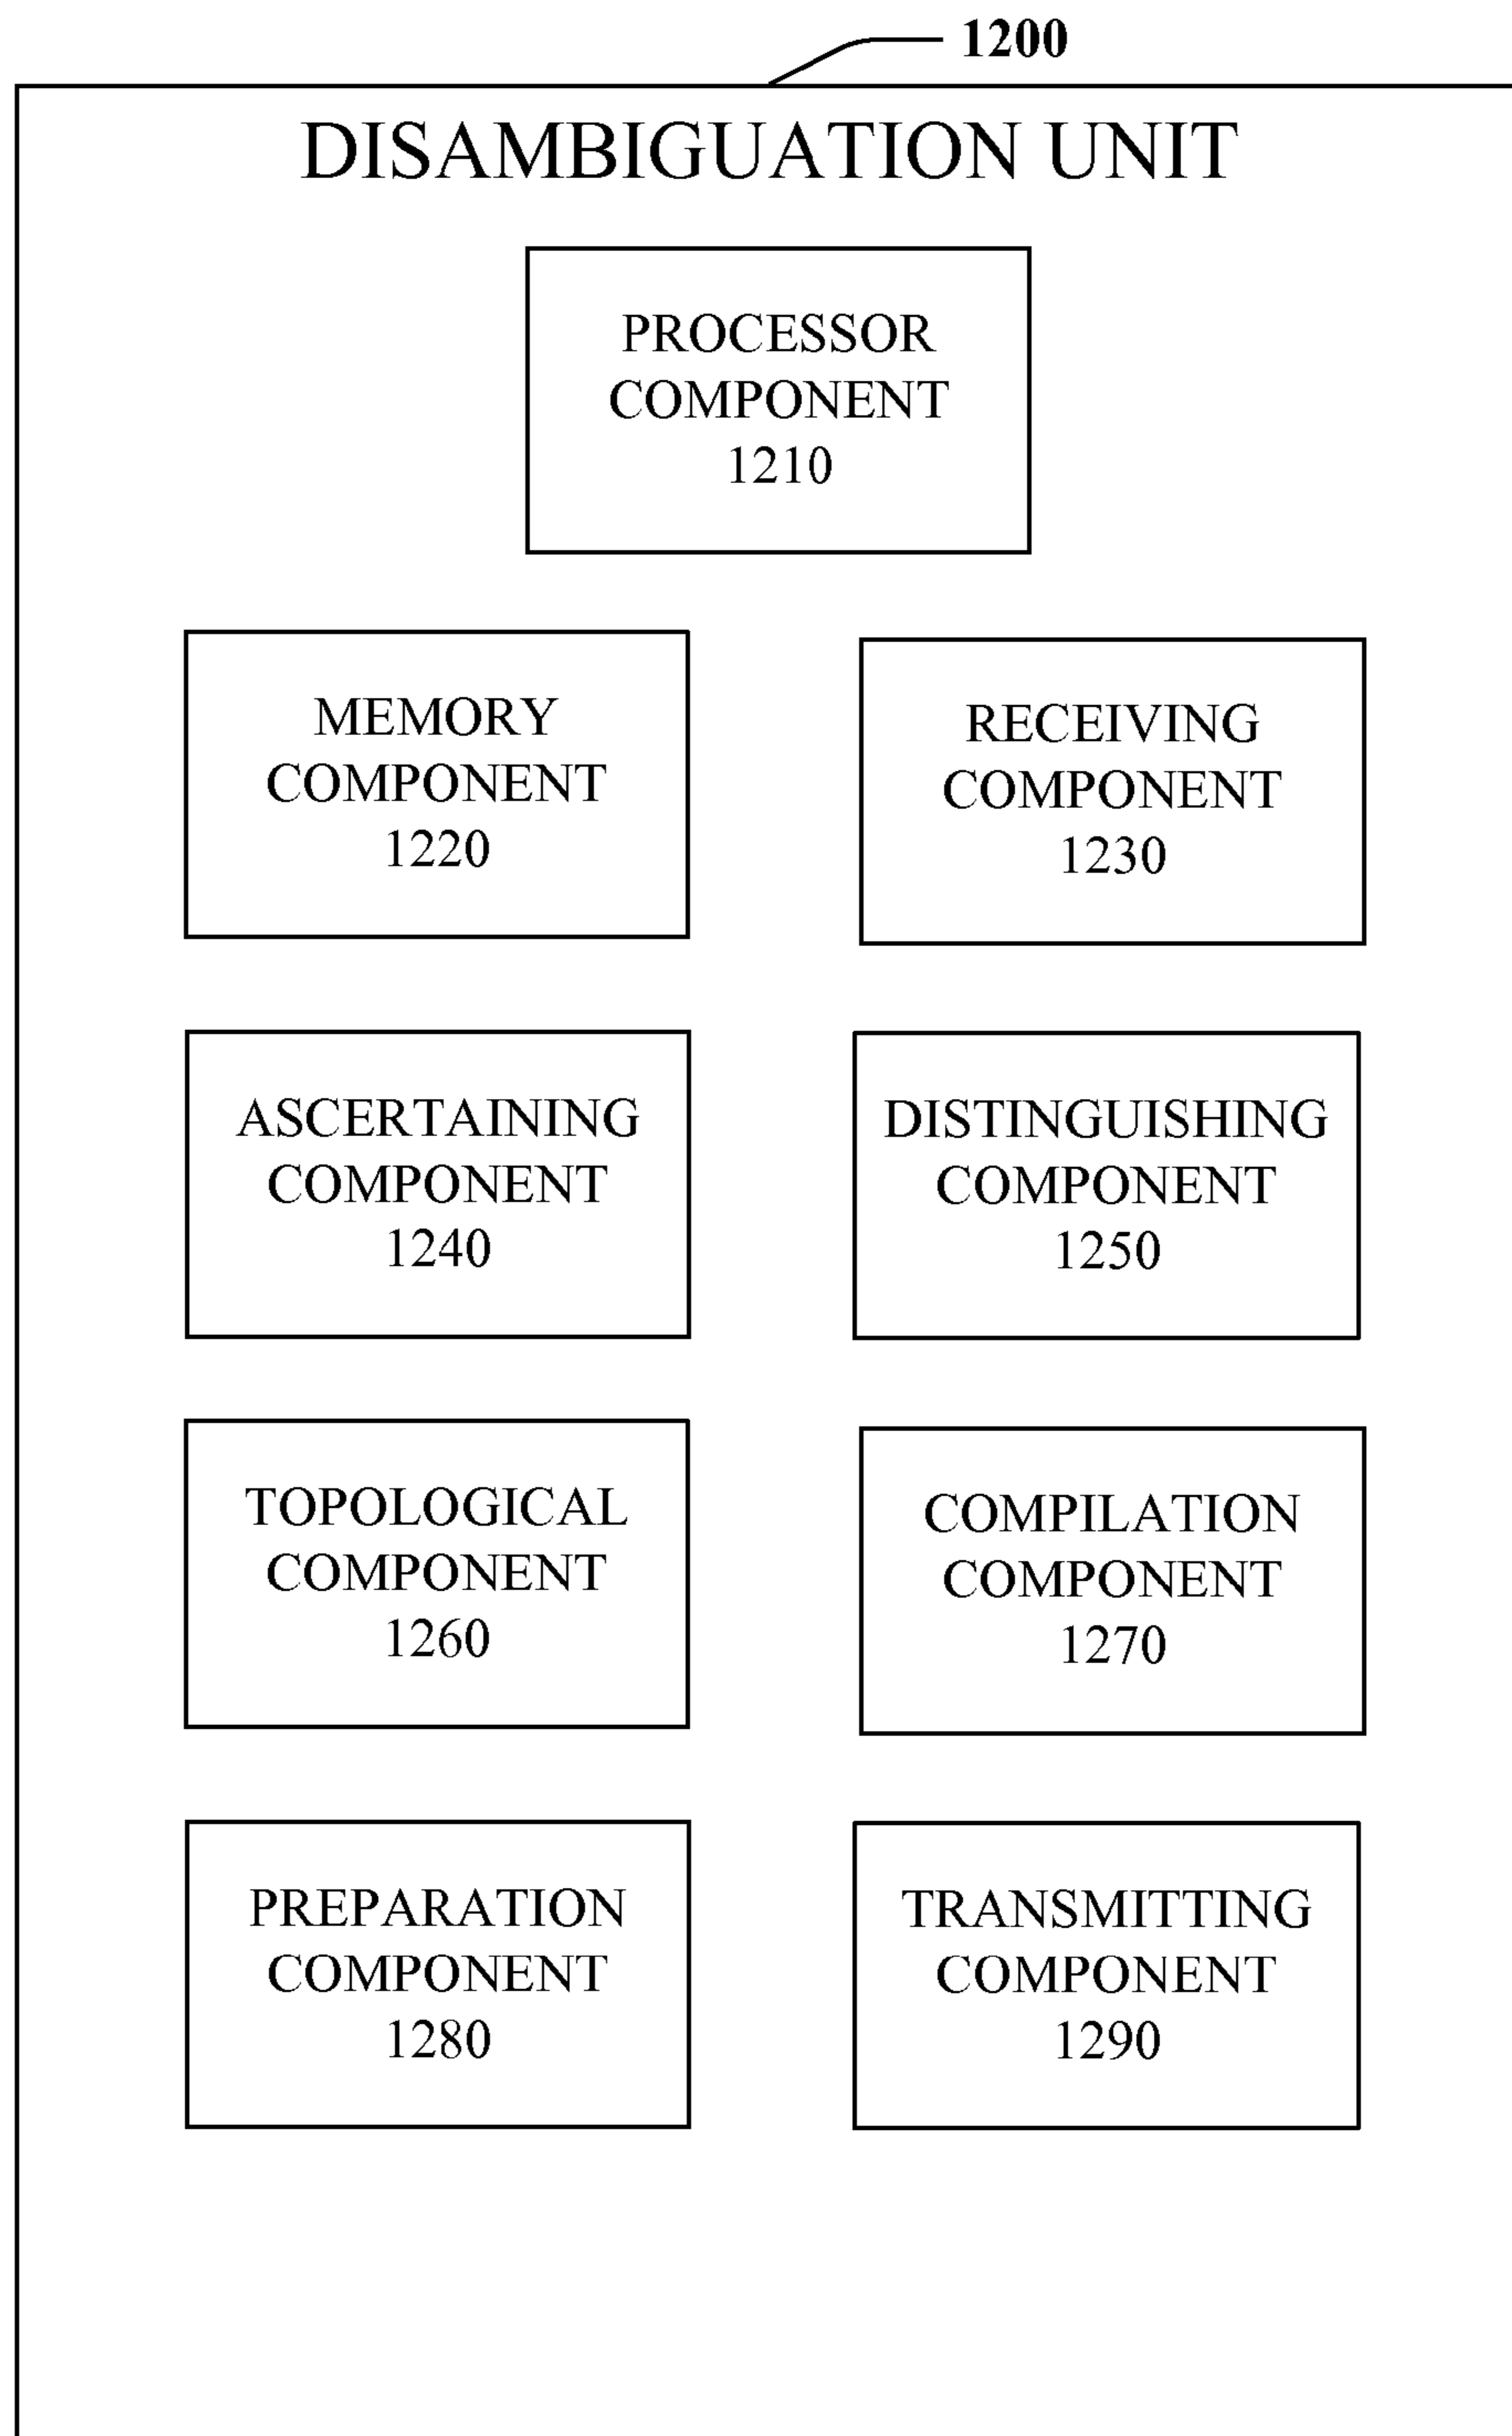 1200
DISAMBIGUATION UNIT
PROCESSOR
COMPONENT
1210
MEMORY
COMPONENT
1220
RECEIVING
COMPONENT
1230
ASCERTAINING
COMPONENT
1240
DISTINGUISHING
COMPONENT
1250
TOPOLOGICAL
COMPONENT
1260
COMPILATION
COMPONENT
1270
PREPARATION
COMPONENT
1280
TRANSMITTING
COMPONENT
1290